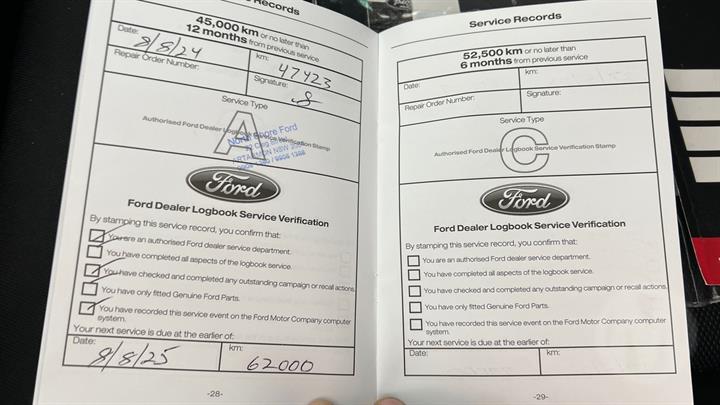 Records
45,000 km or no later than
12 months from previous service
Date: 8/8/24
km: 47423
Repair Order Number:
Signature:
Service Type
A
Authorised Ford Dealer Logbook Service Verification Stamp
North Shore Ford
ARTARMON NSW
Ford
Ford Dealer Logbook Service Verification
By stamping this service record, you confirm that:
You are an authorised Ford dealer service department.
You have completed all aspects of the logbook service.
You have checked and completed any outstanding campaign or recall actions.
You have only fitted Genuine Ford Parts.
You have recorded this service event on the Ford Motor Company computer
system.
Your next service is due at the earlier of:
Date: 8/8/25
km: 62000
-28-
Service Records
52,500 km or no later than
6 months from previous service
Date:
km:
Repair Order Number:
Signature:
Service Type
C
Authorised Ford Dealer Logbook Service Verification Stamp
Ford
Ford Dealer Logbook Service Verification
By stamping this service record, you confirm that:
You are an authorised Ford dealer service department.
You have completed all aspects of the logbook service.
You have checked and completed any outstanding campaign or recall actions.
You have only fitted Genuine Ford Parts.
You have recorded this service event on the Ford Motor Company computer
system.
Your next service is due at the earlier of:
Date:
km:
-29-